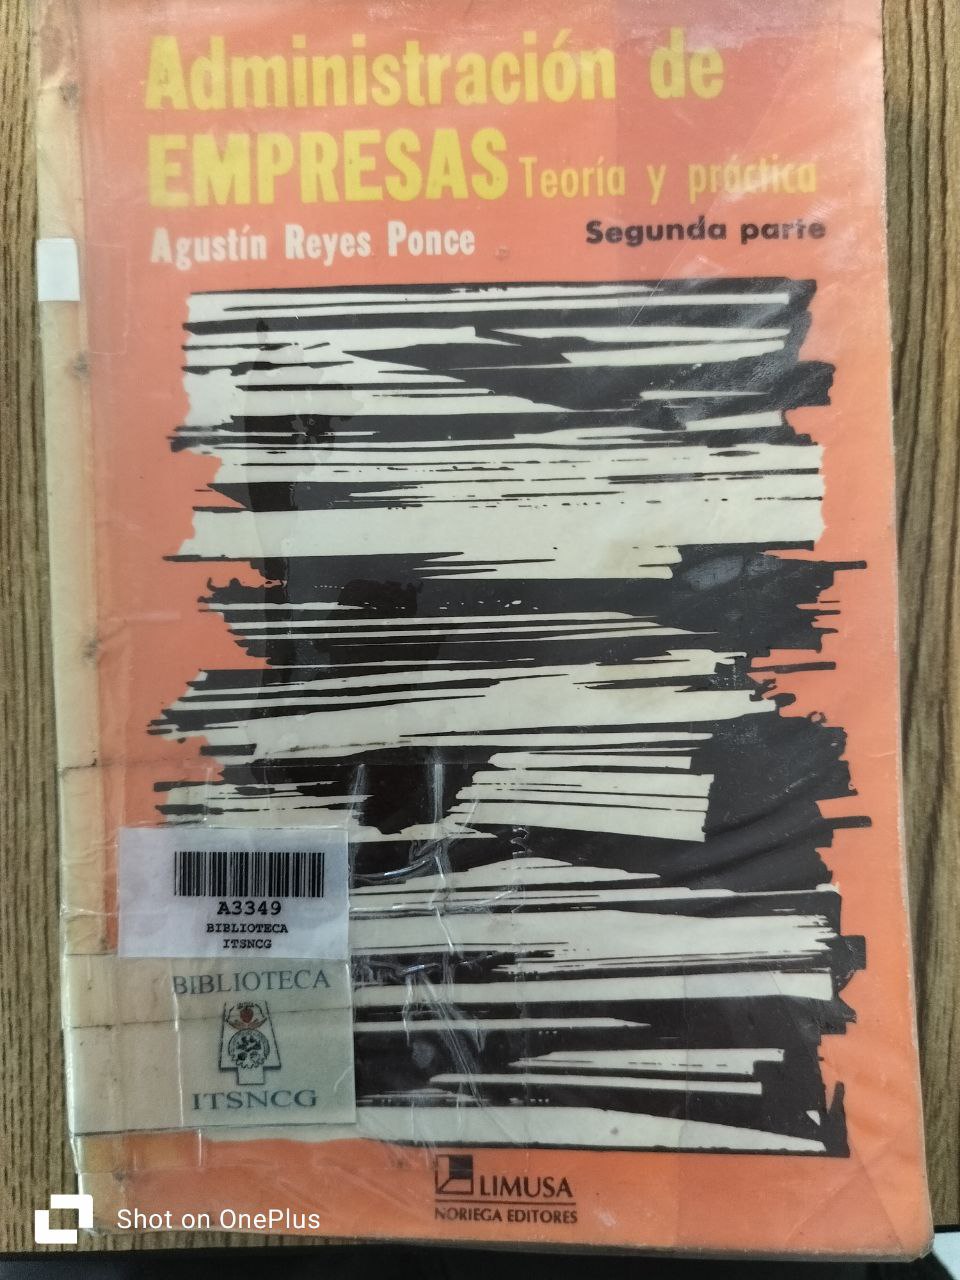 Administración de
EMPRESAS Teoría y práctica
Agustín Reyes Ponce
Segunda parte
A3349
BIBLIOTECA
ITSNCG
BIBLIOTECA
ITSNCG
LIMUSA
NORIEGA EDITORES
Shot on OnePlus